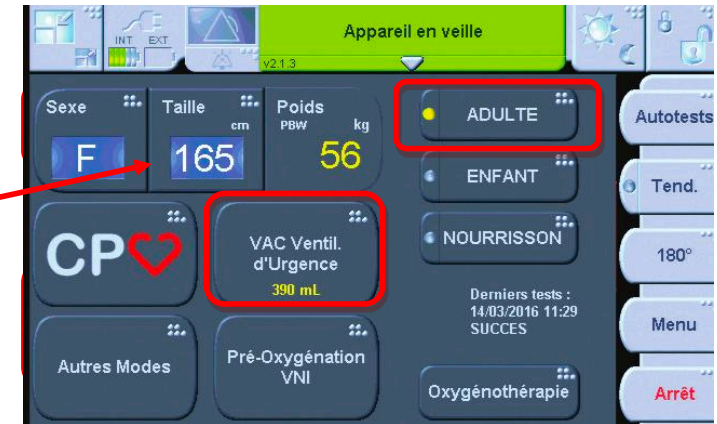 INT EXT
Appareil en veille
v2.1.3
Sexe
Taille
cm
Poids
PBW kg
F
165
56
ADULTE
ENFANT
NOURRISSON
CP
VAC Ventil.
d'Urgence
390 mL
Derniers tests :
14/03/2016 11:29
SUCCES
Autres Modes
Pré-Oxygénation
VNI
Oxygénothérapie
Autotests
Tend.
180°
Menu
Arrêt